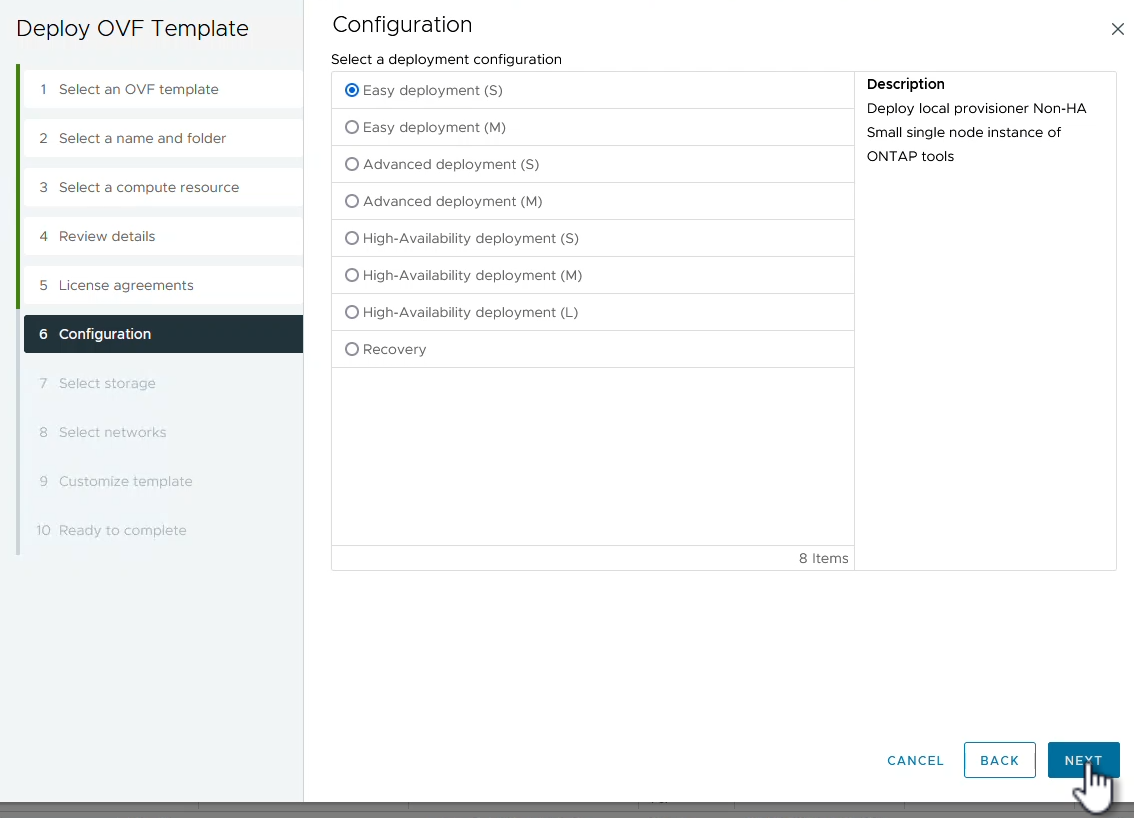 Deploy OVF Template
1 Select an OVF template
2 Select a name and folder
3 Select a compute resource
4 Review details
5 License agreements
6 Configuration
7 Select storage
8 Select networks
9 Customize template
10 Ready to complete
Configuration
Select a deployment configuration
Easy deployment (S)
Easy deployment (M)
Advanced deployment (S)
Advanced deployment (M)
High-Availability deployment (S)
High-Availability deployment (M)
High-Availability deployment (L)
Recovery
8 Items
Description
Deploy local provisioner Non-HA
Small single node instance of
ONTAP tools
CANCEL
BACK
NEXT